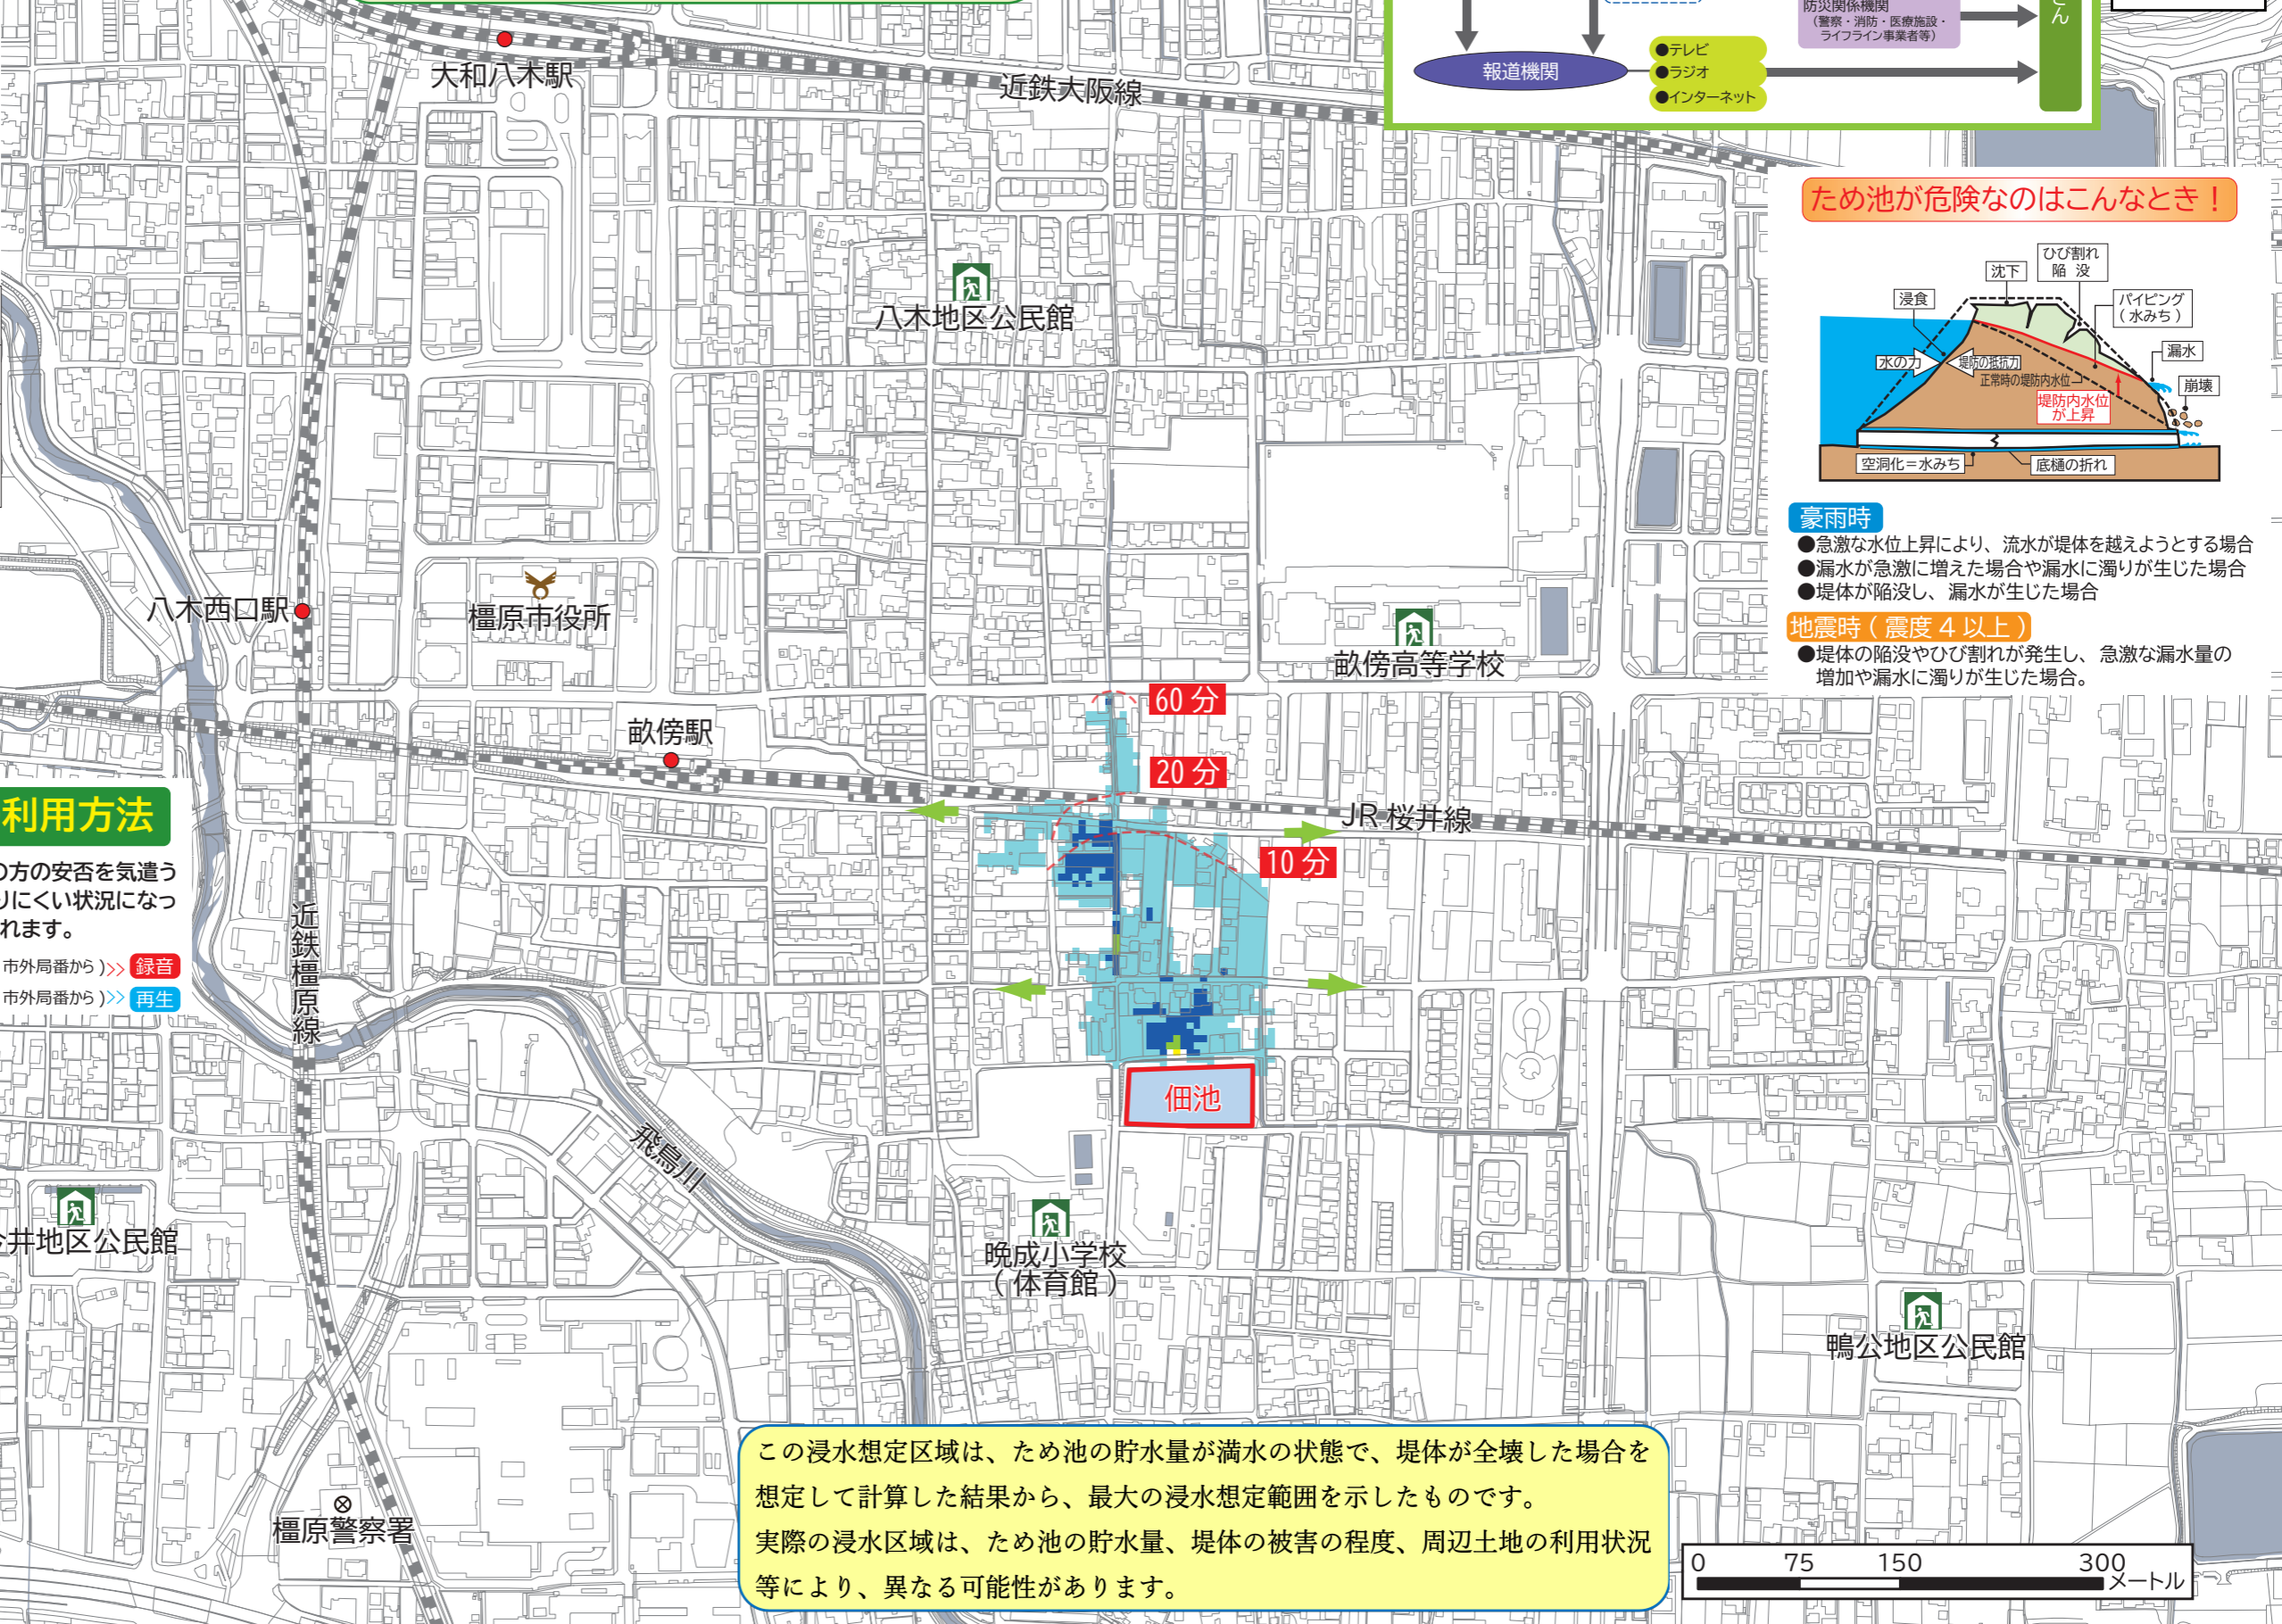 防災関係機関
（警察・消防・医療施設・
ライフライン事業者等）
さん
報道機関
●テレビ
●ラジオ
●インターネット
大和八木駅
近鉄大阪線
ため池が危険なのはこんなとき！
ひび割れ
陥 没
沈下
浸食
パイピング
（水みち）
漏水
水の力
堤防の抵抗力
正常時の堤防内水位
崩壊
堤防内水位
が上昇
空洞化＝水みち
底樋の折れ
八木地区公民館
豪雨時
●急激な水位上昇により、流水が堤体を越えようとする場合
●漏水が急激に増えた場合や漏水に濁りが生じた場合
●堤体が陥没し、漏水が生じた場合
地震時（震度４以上）
●堤体の陥没やひび割れが発生し、急激な漏水量の
増加や漏水に濁りが生じた場合。
八木西口駅
橿原市役所
畝傍高等学校
60 分
畝傍駅
20 分
JR 桜井線
10 分
利用方法
の方の安否を気遣う
りにくい状況になっ
れます。
市外局番から )>> 録音
市外局番から )>> 再生
近鉄橿原線
佃池
飛鳥川
今井地区公民館
晩成小学校
（体育館）
鴨公地区公民館
橿原警察署
この浸水想定区域は、ため池の貯水量が満水の状態で、堤体が全壊した場合を
想定して計算した結果から、最大の浸水想定範囲を示したものです。
実際の浸水区域は、ため池の貯水量、堤体の被害の程度、周辺土地の利用状況
等により、異なる可能性があります。
0 75 150 300
メートル